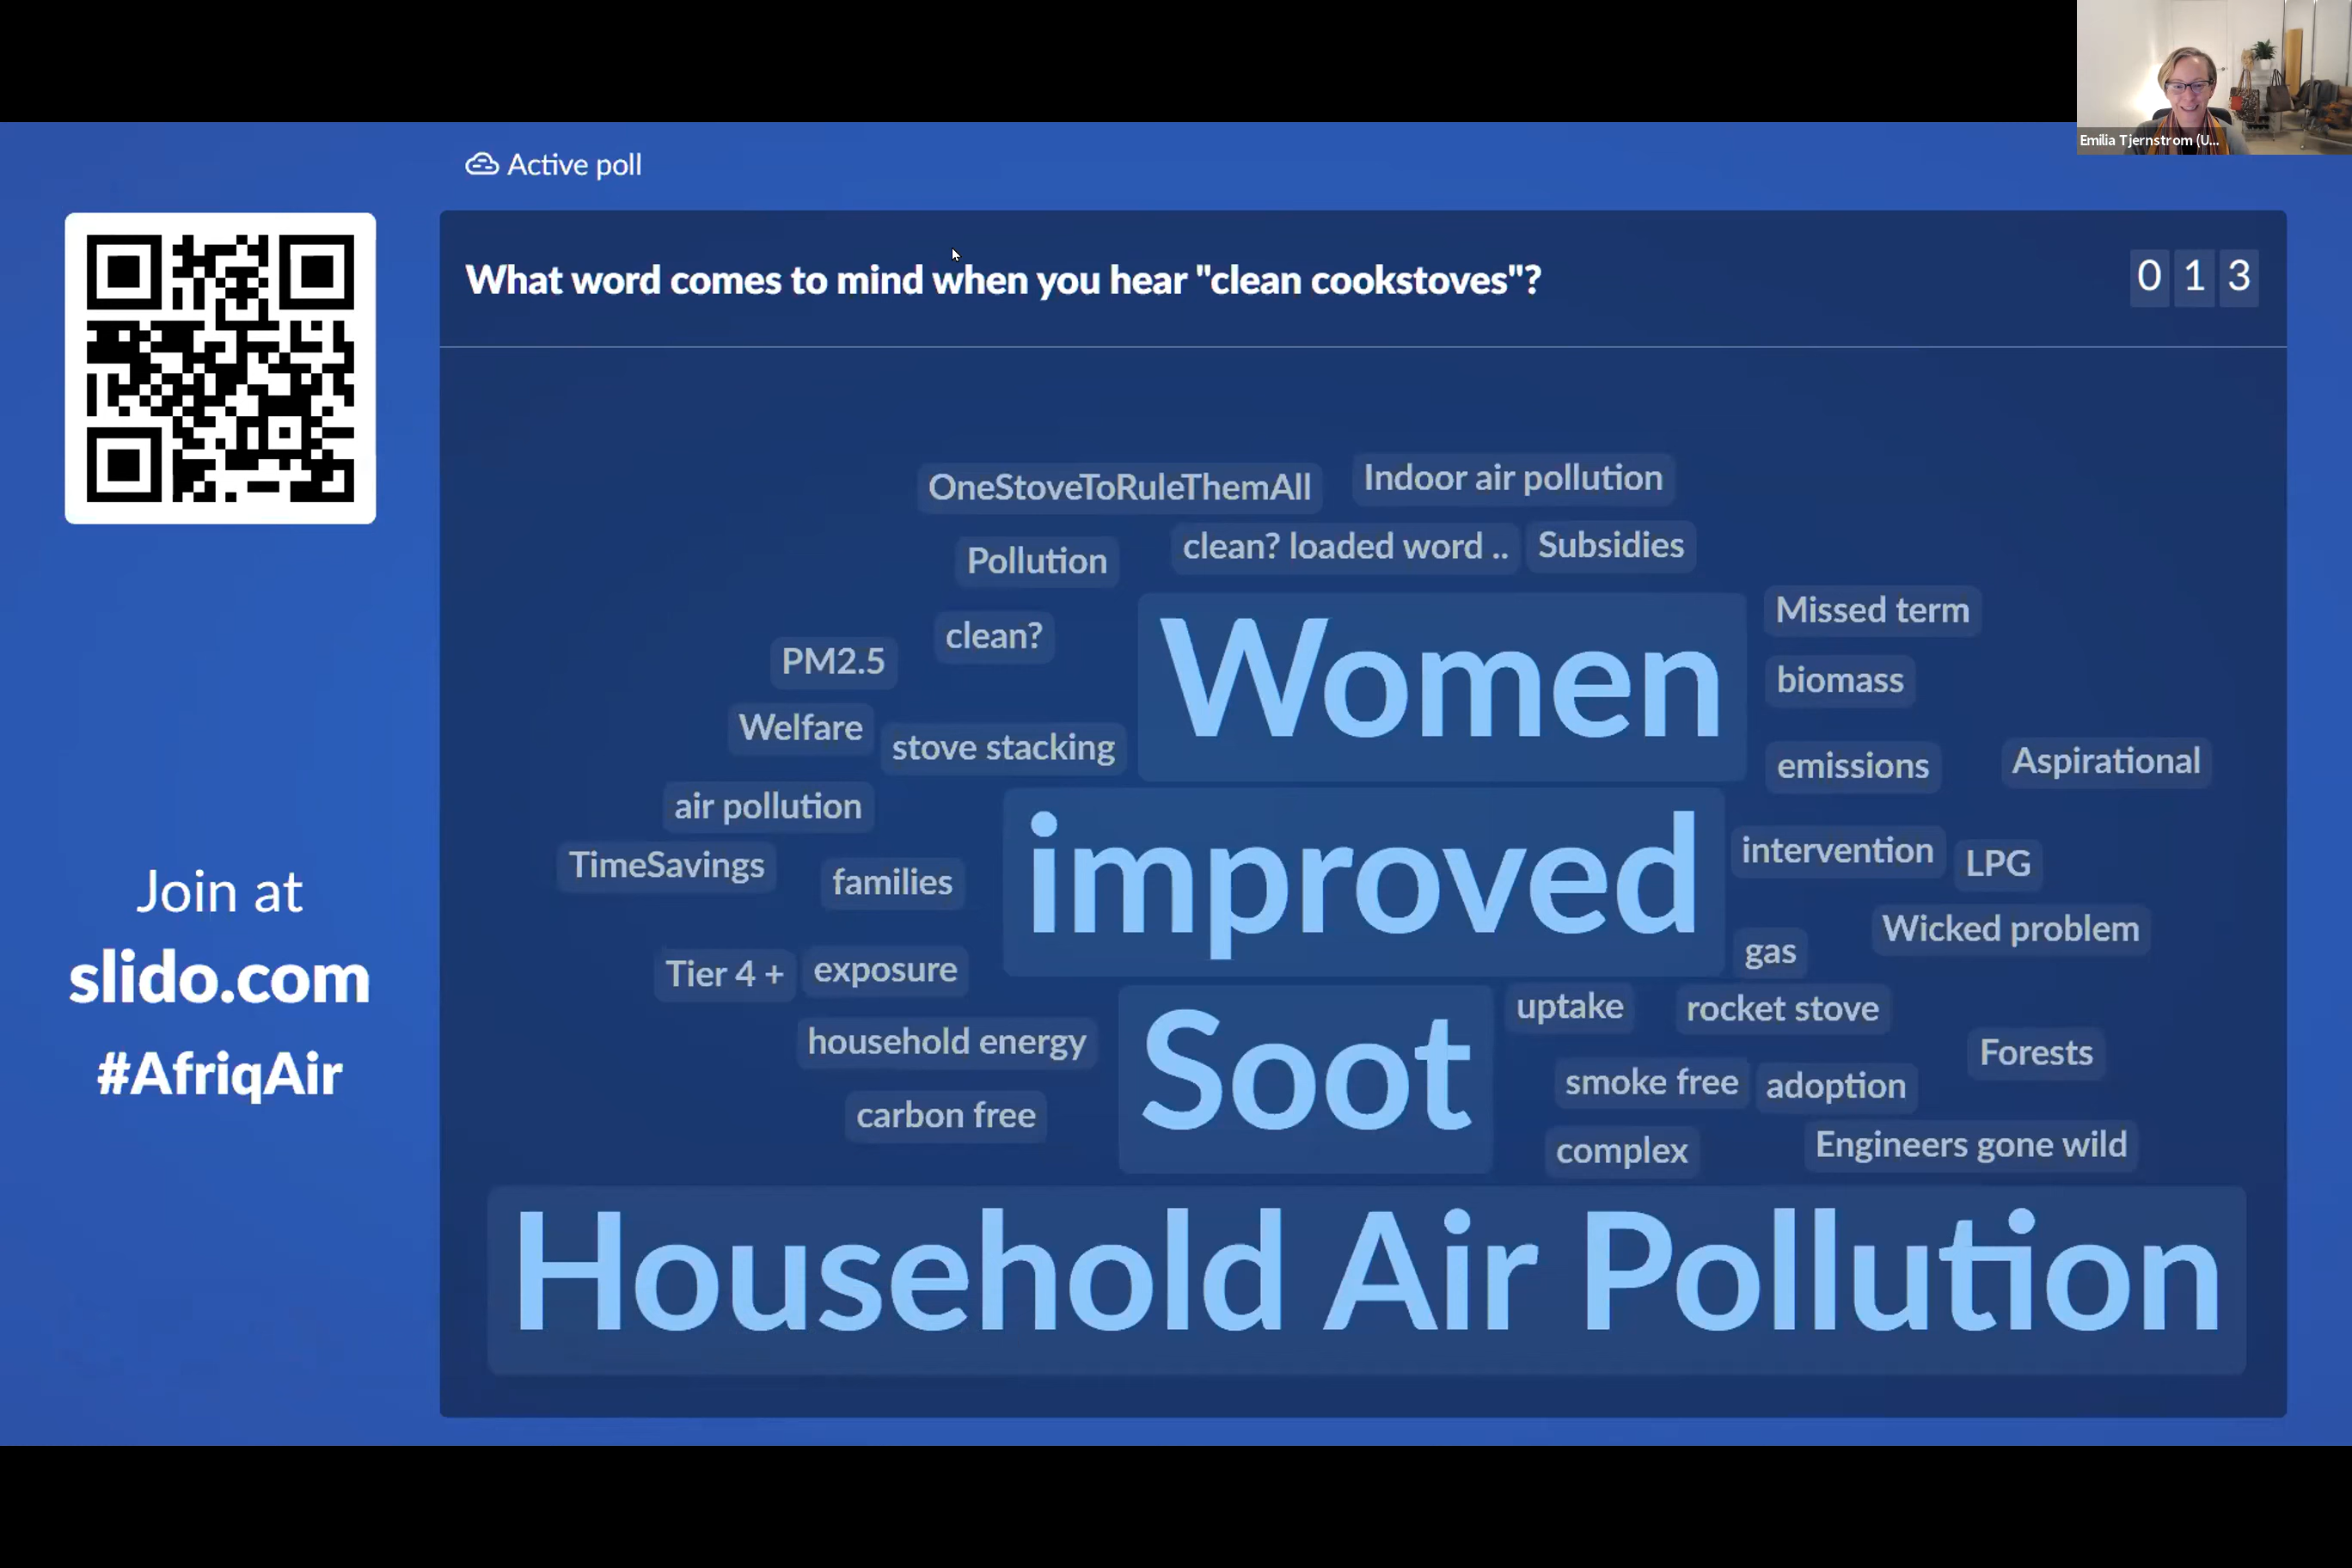 Emilia Tjernstrom (U...
Active poll
What word comes to mind when you hear "clean cookstoves"?
0 1 3
OneStoveToRuleThemAll
Indoor air pollution
Pollution
clean? loaded word ..
Subsidies
clean?
Women
Missed term
PM2.5
biomass
Welfare
stove stacking
emissions
Aspirational
air pollution
improved
intervention
LPG
TimeSavings
families
Wicked problem
gas
Tier 4 +
exposure
Soot
uptake
rocket stove
household energy
Forests
smoke free
adoption
carbon free
complex
Engineers gone wild
Household Air Pollution
Join at
slido.com
#AfriqAir